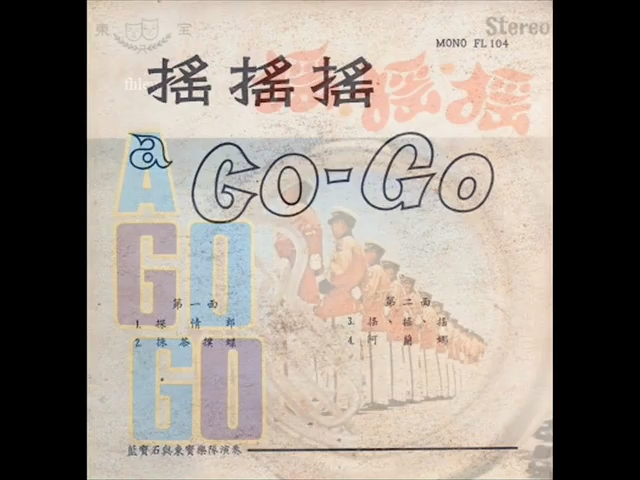 東 宝
Stereo
MONO FL 104
搖搖搖
搖搖搖
a Go-Go
A
GO
GO
第一面
1. 探情郎
2. 採茶撲蝶
第二面
3. 搖、搖、搖
4. 阿蘭娜
藍寶石與東寶樂隊演奏